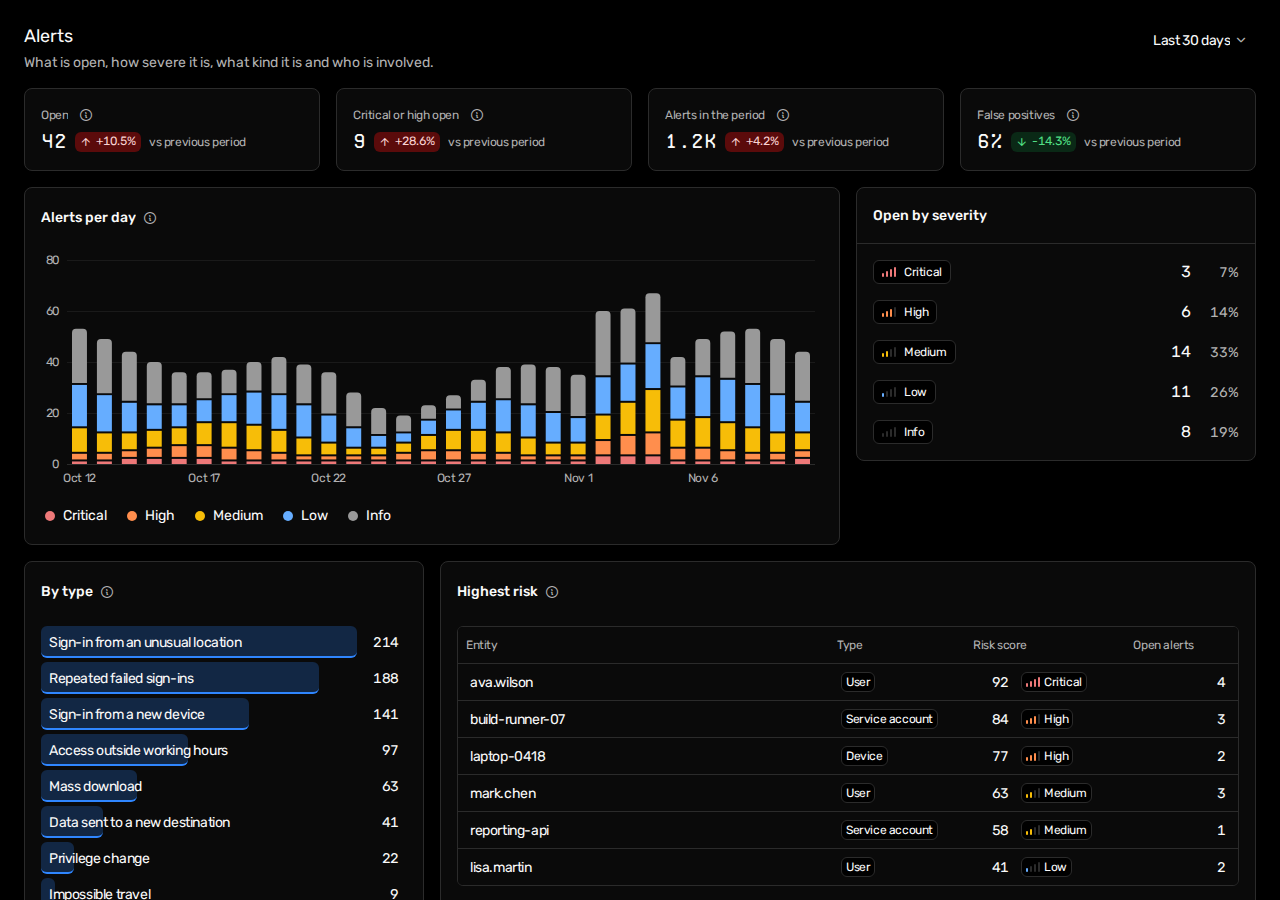 Alerts
Last 30 days
What is open, how severe it is, what kind it is and who is involved.
Open
42 +10.5% vs previous period
Critical or high open
9 +28.6% vs previous period
Alerts in the period
1.2K +4.2% vs previous period
False positives
6% -14.3% vs previous period
Alerts per day
80
60
40
20
0
Oct 12 Oct 17 Oct 22 Oct 27 Nov 1 Nov 6
Critical High Medium Low Info
Open by severity
Critical 3 7%
High 6 14%
Medium 14 33%
Low 11 26%
Info 8 19%
By type
Sign-in from an unusual location 214
Repeated failed sign-ins 188
Sign-in from a new device 141
Access outside working hours 97
Mass download 63
Data sent to a new destination 41
Privilege change 22
Impossible travel 9
Highest risk
Entity Type Risk score Open alerts
ava.wilson User 92 Critical 4
build-runner-07 Service account 84 High 3
laptop-0418 Device 77 High 2
mark.chen User 63 Medium 3
reporting-api Service account 58 Medium 1
lisa.martin User 41 Low 2